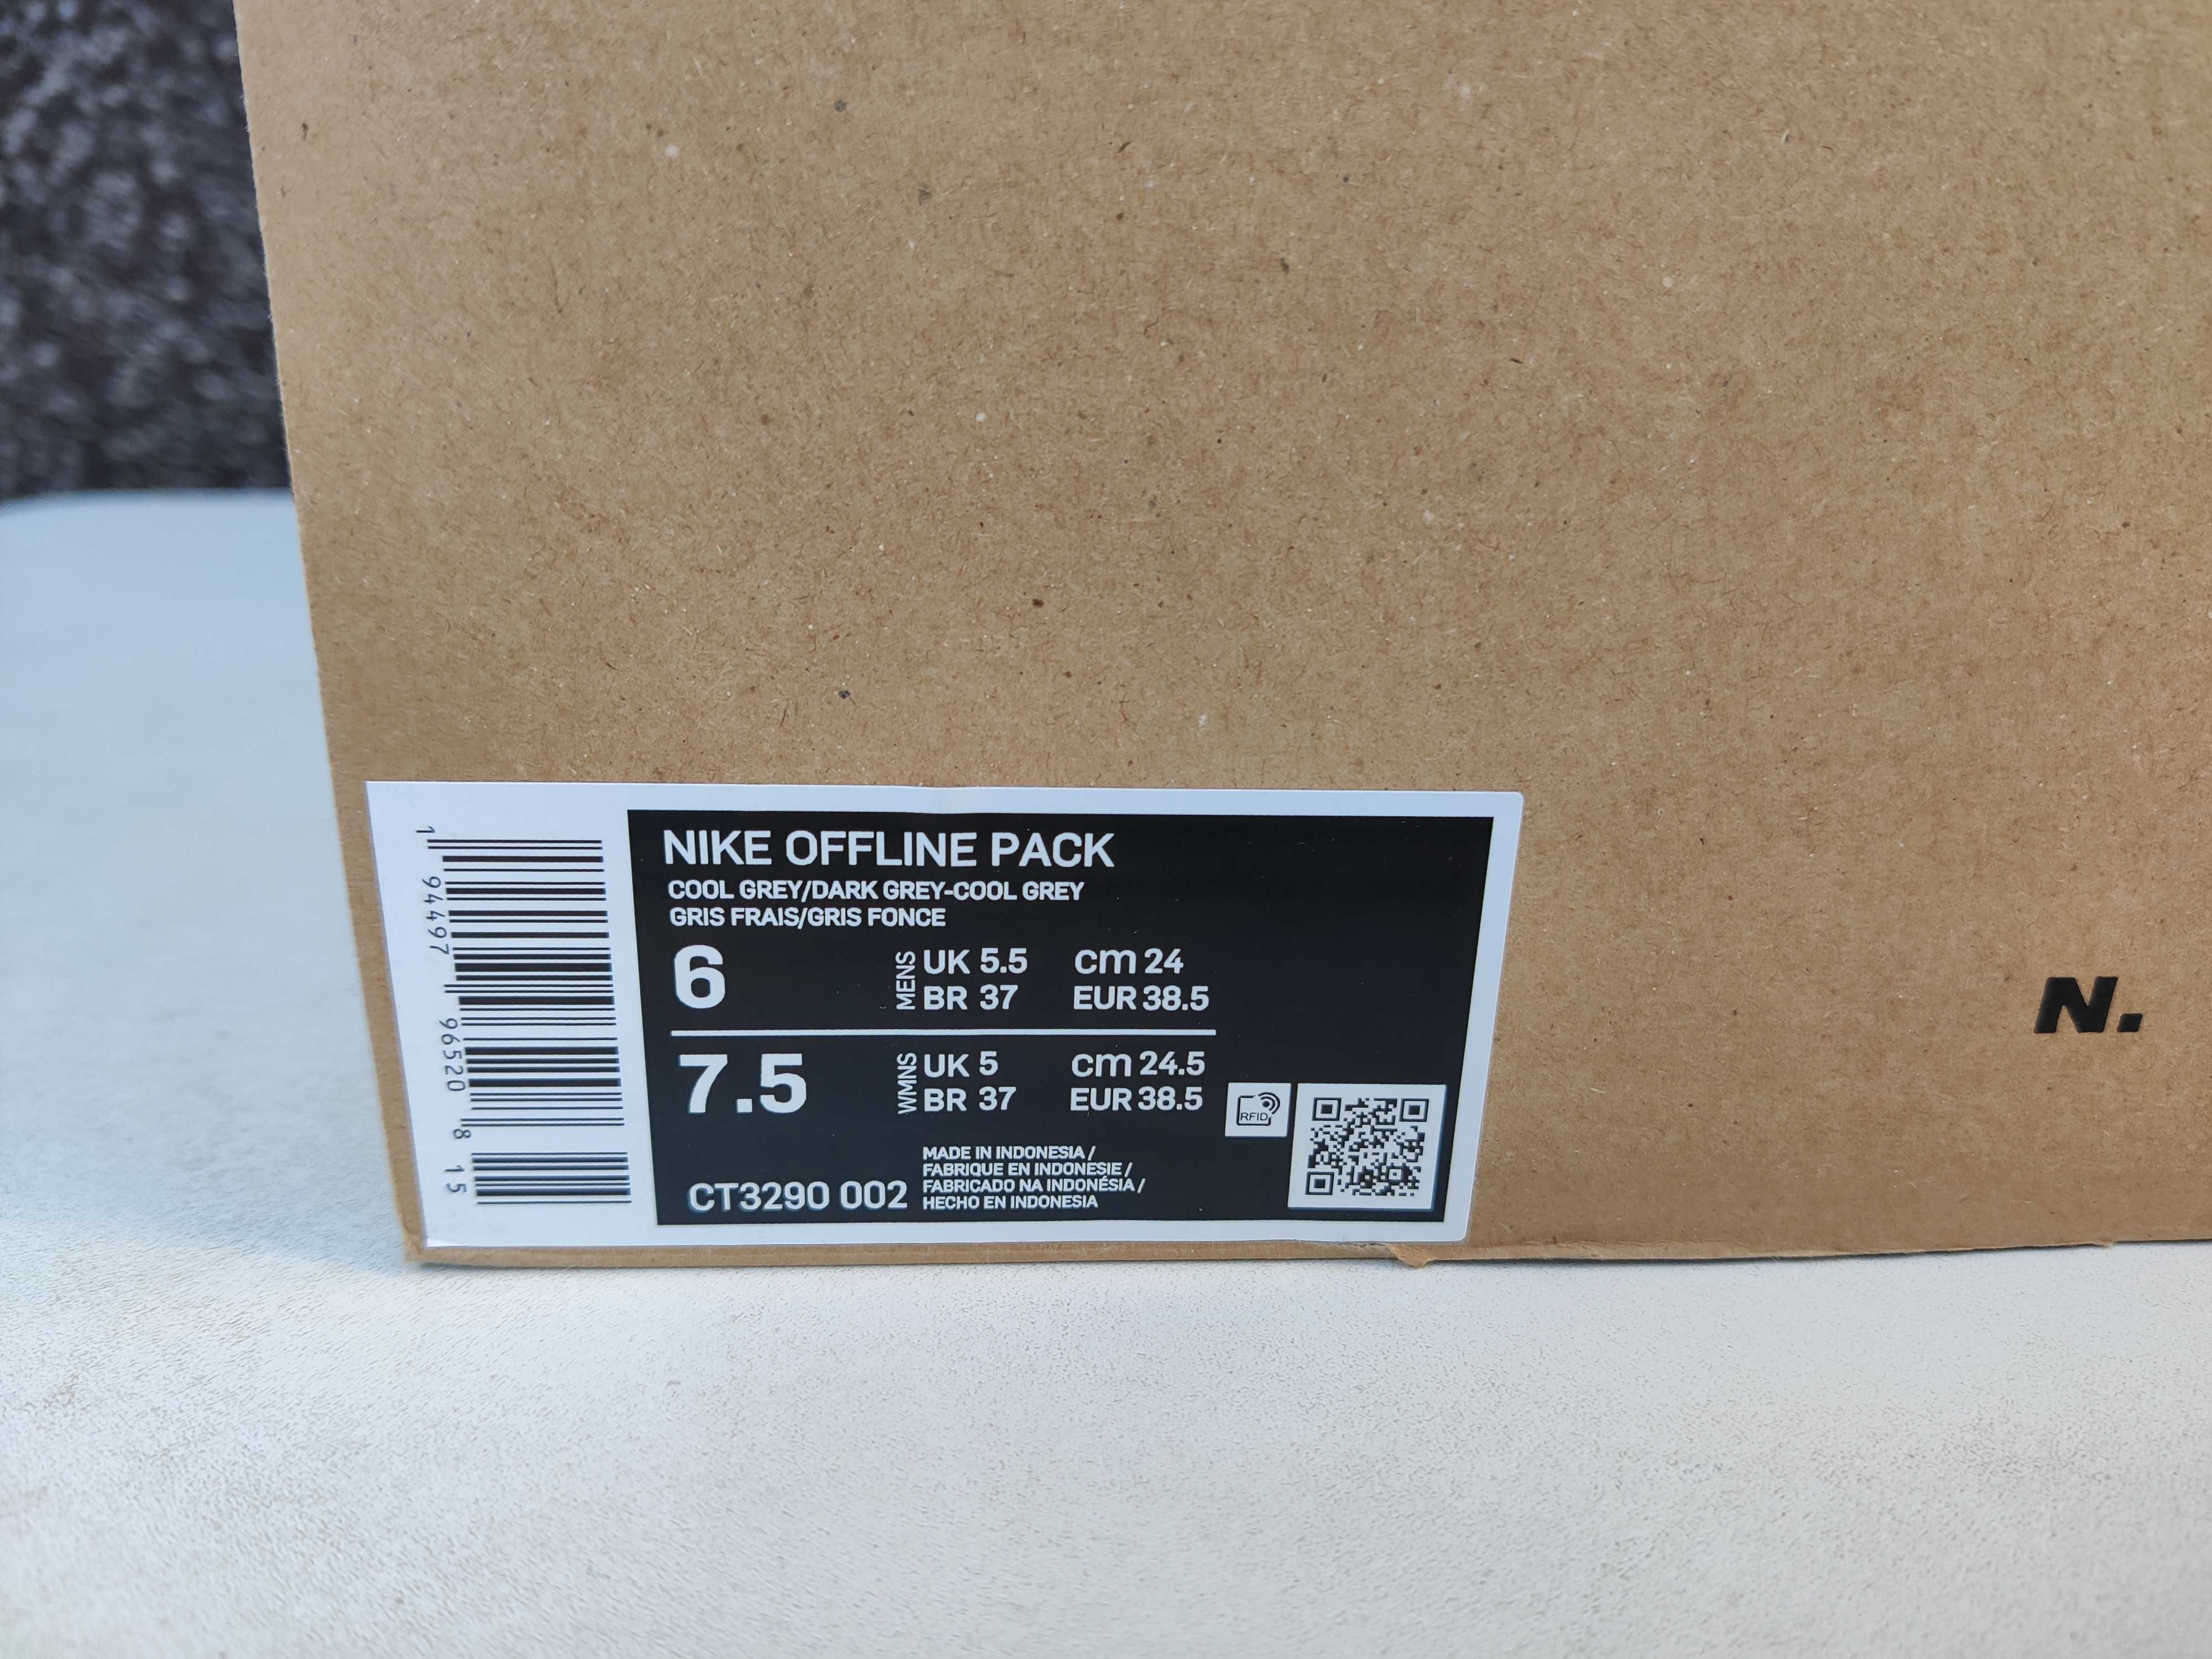 NIKE OFFLINE PACK
COOL GREY/DARK GREY-COOL GREY
GRIS FRAIS/GRIS FONCE
6 MENS UK 5.5 cm 24
BR 37 EUR 38.5
7.5 WMNS UK 5 cm 24.5
BR 37 EUR 38.5
RFID
CT3290 002
MADE IN INDONESIA /
FABRIQUE EN INDONESIE /
FABRICADO NA INDONÉSIA /
HECHO EN INDONESIA
1 94497 96520 8 15
N.